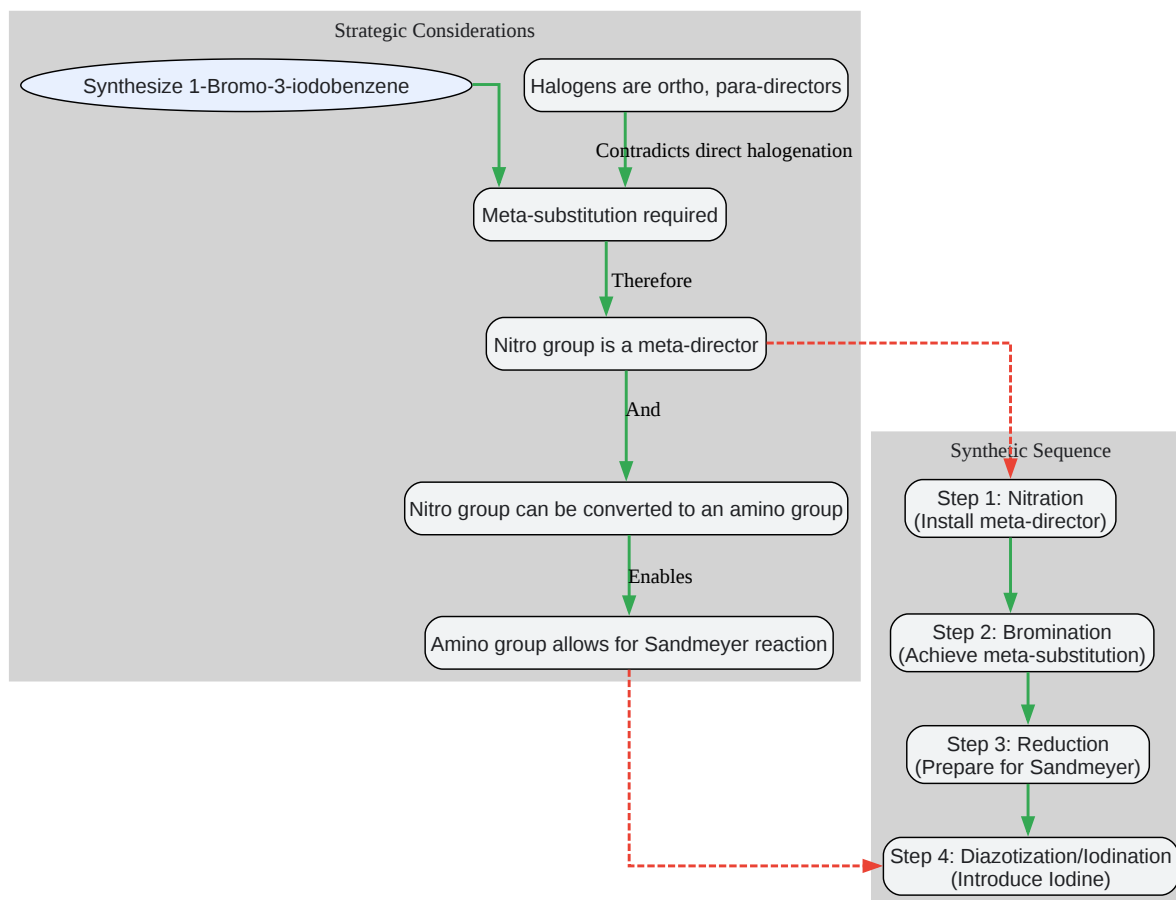 Strategic Considerations
Synthesize 1-Bromo-3-iodobenzene
Halogens are ortho, para-directors
Contradicts direct halogenation
Meta-substitution required
Therefore
Nitro group is a meta-director
And
Nitro group can be converted to an amino group
Enables
Amino group allows for Sandmeyer reaction
Synthetic Sequence
Step 1: Nitration
(Install meta-director)
Step 2: Bromination
(Achieve meta-substitution)
Step 3: Reduction
(Prepare for Sandmeyer)
Step 4: Diazotization/Iodination
(Introduce Iodine)